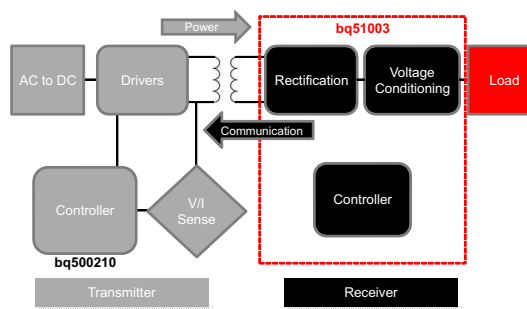 Power
bq51003
AC to DC
Drivers
Rectification
Voltage
Conditioning
Load
Communication
Controller
V/I
Sense
Controller
bq500210
Transmitter
Receiver